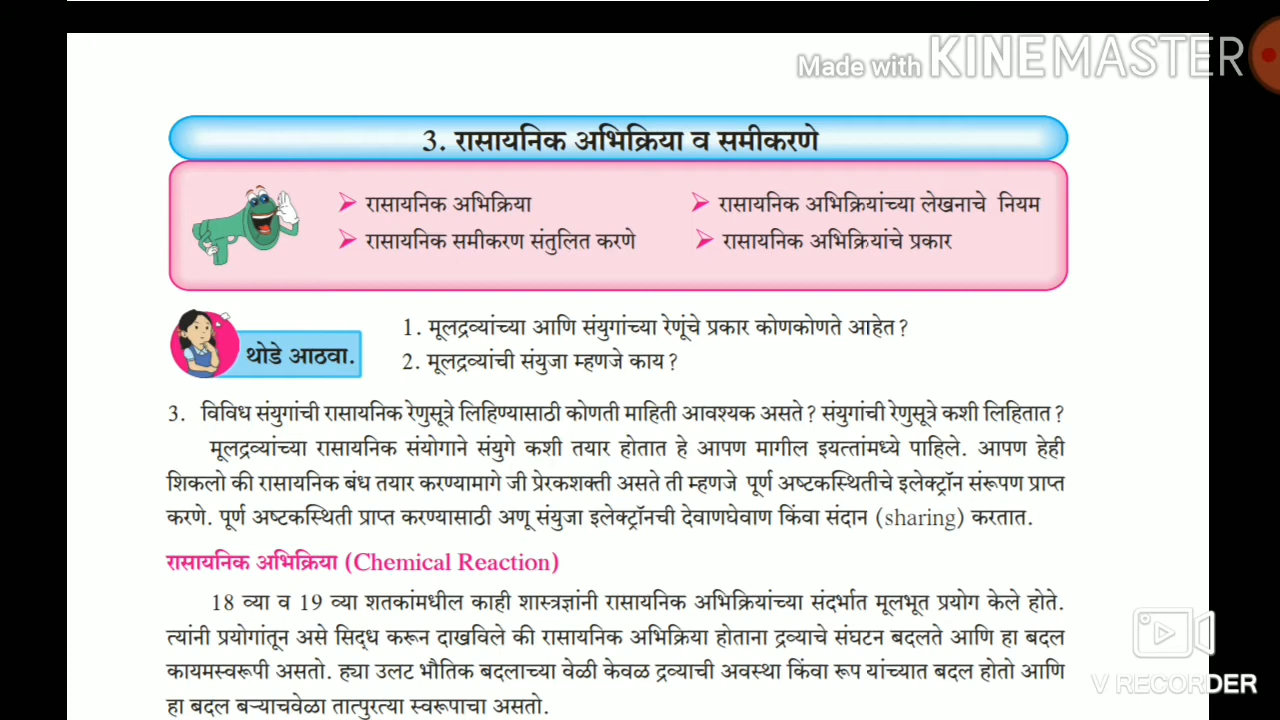 Made with KINEMASTER
3. रासायनिक अभिक्रिया व समीकरणे
➢ रासायनिक अभिक्रिया
➢ रासायनिक अभिक्रियांच्या लेखनाचे नियम
➢ रासायनिक समीकरण संतुलित करणे
➢ रासायनिक अभिक्रियांचे प्रकार
थोडे आठवा.
1. मूलद्रव्यांच्या आणि संयुगांच्या रेणूंचे प्रकार कोणकोणते आहेत ?
2. मूलद्रव्यांची संयुजा म्हणजे काय ?
3. विविध संयुगांची रासायनिक रेणुसूत्रे लिहिण्यासाठी कोणती माहिती आवश्यक असते ? संयुगांची रेणुसूत्रे कशी लिहितात ?
मूलद्रव्यांच्या रासायनिक संयोगाने संयुगे कशी तयार होतात हे आपण मागील इयत्तांमध्ये पाहिले. आपण हेही
शिकलो की रासायनिक बंध तयार करण्यामागे जी प्रेरकशक्ती असते ती म्हणजे पूर्ण अष्टकस्थितीचे इलेक्ट्रॉन संरूपण प्राप्त
करणे. पूर्ण अष्टकस्थिती प्राप्त करण्यासाठी अणू संयुजा इलेक्ट्रॉनची देवाणघेवाण किंवा संदान (sharing) करतात.
रासायनिक अभिक्रिया (Chemical Reaction)
18 व्या व 19 व्या शतकांमधील काही शास्त्रज्ञांनी रासायनिक अभिक्रियांच्या संदर्भात मूलभूत प्रयोग केले होते.
त्यांनी प्रयोगांतून असे सिद्ध करून दाखविले की रासायनिक अभिक्रिया होताना द्रव्याचे संघटन बदलते आणि हा बदल
कायमस्वरूपी असतो. ह्या उलट भौतिक बदलाच्या वेळी केवळ द्रव्याची अवस्था किंवा रूप यांच्यात बदल होतो आणि
हा बदल बऱ्याचवेळा तात्पुरत्या स्वरूपाचा असतो.
V RECORDER